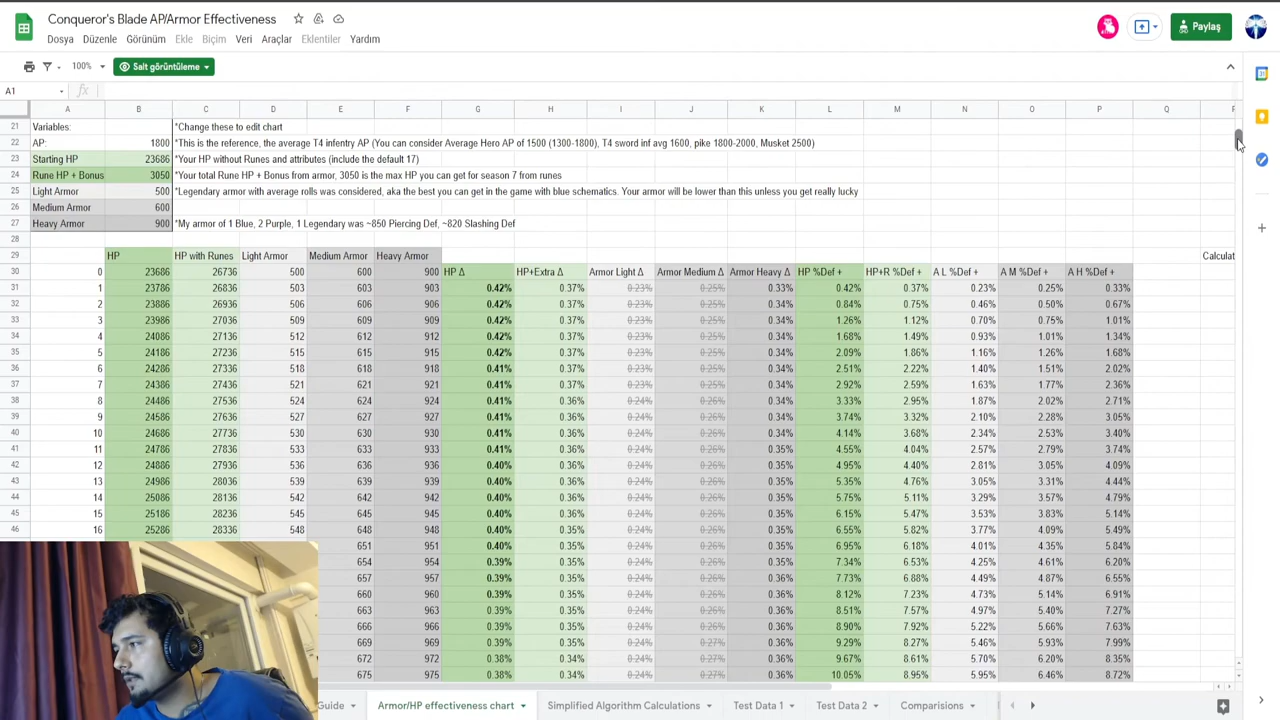 Conqueror's Blade AP/Armor Effectiveness
Dosya Düzenle Görünüm Ekle Biçim Veri Araçlar Eklentiler Yardım
Paylaş
100% Salt görüntüleme
A1 fx
A B C D E F G H I J K L M N O P Q
21 Variables: *Change these to edit chart
22 AP: 1800 *This is the reference, the average T4 infentry AP (You can consider Average Hero AP of 1500 (1300-1800), T4 sword inf avg 1600, pike 1800-2000, Musket 2500)
23 Starting HP 23686 *Your HP without Runes and attributes (include the default 17)
24 Rune HP + Bonus 3050 *Your total Rune HP + Bonus from armor, 3050 is the max HP you can get for season 7 from runes
25 Light Armor 500 *Legendary armor with average rolls was considered, aka the best you can get in the game with blue schematics. Your armor will be lower than this unless you get really lucky
26 Medium Armor 600
27 Heavy Armor 900 *My armor of 1 Blue, 2 Purple, 1 Legendary was ~850 Piercing Def, ~820 Slashing Def
28
29 HP HP with Runes Light Armor Medium Armor Heavy Armor Calculat
30 0 23686 26736 500 600 900 HP Δ HP+Extra Δ Armor Light Δ Armor Medium Δ Armor Heavy Δ HP %Def + HP+R %Def + A L %Def + A M %Def + A H %Def +
31 1 23786 26836 503 603 903 0.42% 0.37% 0.23% 0.25% 0.33% 0.42% 0.37% 0.23% 0.25% 0.33%
32 2 23886 26936 506 606 906 0.42% 0.37% 0.23% 0.25% 0.34% 0.84% 0.75% 0.46% 0.50% 0.67%
33 3 23986 27036 509 609 909 0.42% 0.37% 0.23% 0.25% 0.34% 1.26% 1.12% 0.70% 0.75% 1.01%
34 4 24086 27136 512 612 912 0.42% 0.37% 0.23% 0.25% 0.34% 1.68% 1.49% 0.93% 1.01% 1.34%
35 5 24186 27236 515 615 915 0.42% 0.37% 0.23% 0.25% 0.34% 2.09% 1.86% 1.16% 1.26% 1.68%
36 6 24286 27336 518 618 918 0.41% 0.37% 0.23% 0.25% 0.34% 2.51% 2.22% 1.40% 1.51% 2.02%
37 7 24386 27436 521 621 921 0.41% 0.37% 0.23% 0.25% 0.34% 2.92% 2.59% 1.63% 1.77% 2.36%
38 8 24486 27536 524 624 924 0.41% 0.37% 0.24% 0.26% 0.34% 3.33% 2.95% 1.87% 2.02% 2.71%
39 9 24586 27636 527 627 927 0.41% 0.37% 0.24% 0.26% 0.34% 3.74% 3.32% 2.10% 2.28% 3.05%
40 10 24686 27736 530 630 930 0.41% 0.36% 0.24% 0.26% 0.34% 4.14% 3.68% 2.34% 2.53% 3.40%
41 11 24786 27836 533 633 933 0.41% 0.36% 0.24% 0.26% 0.35% 4.55% 4.04% 2.57% 2.79% 3.74%
42 12 24886 27936 536 636 936 0.40% 0.36% 0.24% 0.26% 0.35% 4.95% 4.40% 2.81% 3.05% 4.09%
43 13 24986 28036 539 639 939 0.40% 0.36% 0.24% 0.26% 0.35% 5.35% 4.76% 3.05% 3.31% 4.44%
44 14 25086 28136 542 642 942 0.40% 0.36% 0.24% 0.26% 0.35% 5.75% 5.11% 3.29% 3.57% 4.79%
45 15 25186 28236 545 645 945 0.40% 0.36% 0.24% 0.26% 0.35% 6.15% 5.47% 3.53% 3.83% 5.14%
46 16 25286 28336 548 648 948 0.40% 0.35% 0.24% 0.26% 0.35% 6.55% 5.82% 3.77% 4.09% 5.49%
651 951 0.40% 0.35% 0.24% 0.26% 0.35% 6.95% 6.18% 4.01% 4.35% 5.84%
654 954 0.39% 0.35% 0.24% 0.26% 0.36% 7.34% 6.53% 4.25% 4.61% 6.20%
657 957 0.39% 0.35% 0.24% 0.26% 0.36% 7.73% 6.88% 4.49% 4.87% 6.55%
660 960 0.39% 0.35% 0.24% 0.26% 0.36% 8.12% 7.23% 4.73% 5.14% 6.91%
663 963 0.39% 0.35% 0.24% 0.26% 0.36% 8.51% 7.57% 4.97% 5.40% 7.27%
666 966 0.39% 0.35% 0.24% 0.26% 0.36% 8.90% 7.92% 5.22% 5.66% 7.63%
669 969 0.39% 0.35% 0.24% 0.27% 0.36% 9.29% 8.27% 5.46% 5.93% 7.99%
672 972 0.38% 0.34% 0.24% 0.27% 0.36% 9.67% 8.61% 5.70% 6.20% 8.35%
675 975 0.38% 0.34% 0.24% 0.27% 0.36% 10.05% 8.95% 5.95% 6.46% 8.72%
Guide Armor/HP effectiveness chart Simplified Algorithm Calculations Test Data 1 Test Data 2 Comparisions